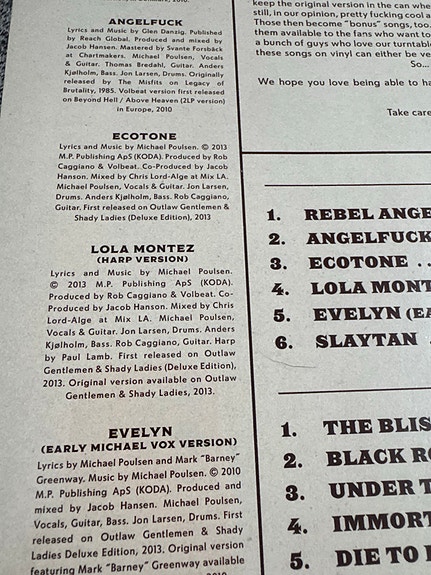 ANGELFUCK
Lyrics and Music by Glen Danzig. Published
by Reach Global. Produced and mixed by
Jacob Hansen. Mastered by Svante Forsbäck
at Chartmakers. Michael Poulsen, Vocals
& Guitar. Thomas Bredahl, Guitar. Anders
Kjølholm, Bass. Jon Larsen, Drums. Originally
released by The Misfits on Legacy of
Brutality, 1985. Volbeat version first released
on Beyond Hell / Above Heaven (2LP version)
in Europe, 2010
ECOTONE
Lyrics and Music by Michael Poulsen. © 2013
M.P. Publishing ApS (KODA). Produced by Rob
Caggiano & Volbeat. Co-Produced by Jacob
Hanson, Mixed by Chris Lord-Alge at Mix LA.
Michael Poulsen, Vocals & Guitar. Jon Larsen,
Drums. Anders Kjølholm, Bass. Rob Caggiano,
Guitar. First released on Outlaw Gentlemen &
Shady Ladies (Deluxe Edition), 2013
LOLA MONTEZ
(HARP VERSION)
Lyrics and Music by Michael Poulsen.
© 2013 M.P. Publishing ApS (KODA).
Produced by Rob Caggiano & Volbeat. Co-
Produced by Jacob Hansen. Mixed by Chris
Lord-Alge at Mix LA. Michael Poulsen,
Vocals & Guitar. Jon Larsen, Drums. Anders
Kjølholm, Bass. Rob Caggiano, Guitar. Harp
by Paul Lamb. First released on Outlaw
Gentlemen & Shady Ladies (Deluxe Edition),
2013. Original version available on Outlaw
Gentlemen & Shady Ladies, 2013.
EVELYN
(EARLY MICHAEL VOX VERSION)
Lyrics by Michael Poulsen and Mark "Barney"
Greenway. Music by Michael Poulsen. © 2010
M.P. Publishing ApS (KODA). Produced and
mixed by Jacob Hansen. Michael Poulsen,
Vocals, Guitar, Bass. Jon Larsen, Drums. First
released on Outlaw Gentlemen & Shady
Ladies Deluxe Edition, 2013. Original version
featuring Mark "Barney" Greenway available
keep the original version in the can whe
still, in our opinion, pretty fucking cool a
Those then become "bonus" songs, too.
them available to the fans who want to
a bunch of guys who love our turntabl
these songs on vinyl can either be ve
So...
We hope you love being able to ha
Take care
1. REBEL ANGE
2. ANGELFUCK
3. ECOTONE . .
4. LOLA MONT
5. EVELYN (EA
6. SLAYTAN .
1. THE BLIS
2. BLACK RO
3. UNDER T
4. IMMORT
5. DIE TO